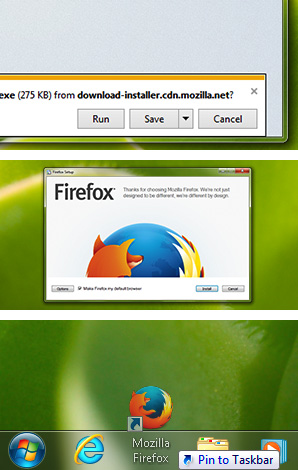 exe (275 KB) from download-installer.cdn.mozilla.net?
Run
Save
Cancel
Firefox Setup
Firefox
Thanks for choosing Mozilla Firefox. We're not just
designed to be different, we're different by design.
Options
Make Firefox my default browser
Install
Cancel
Mozilla
Firefox
Pin to Taskbar